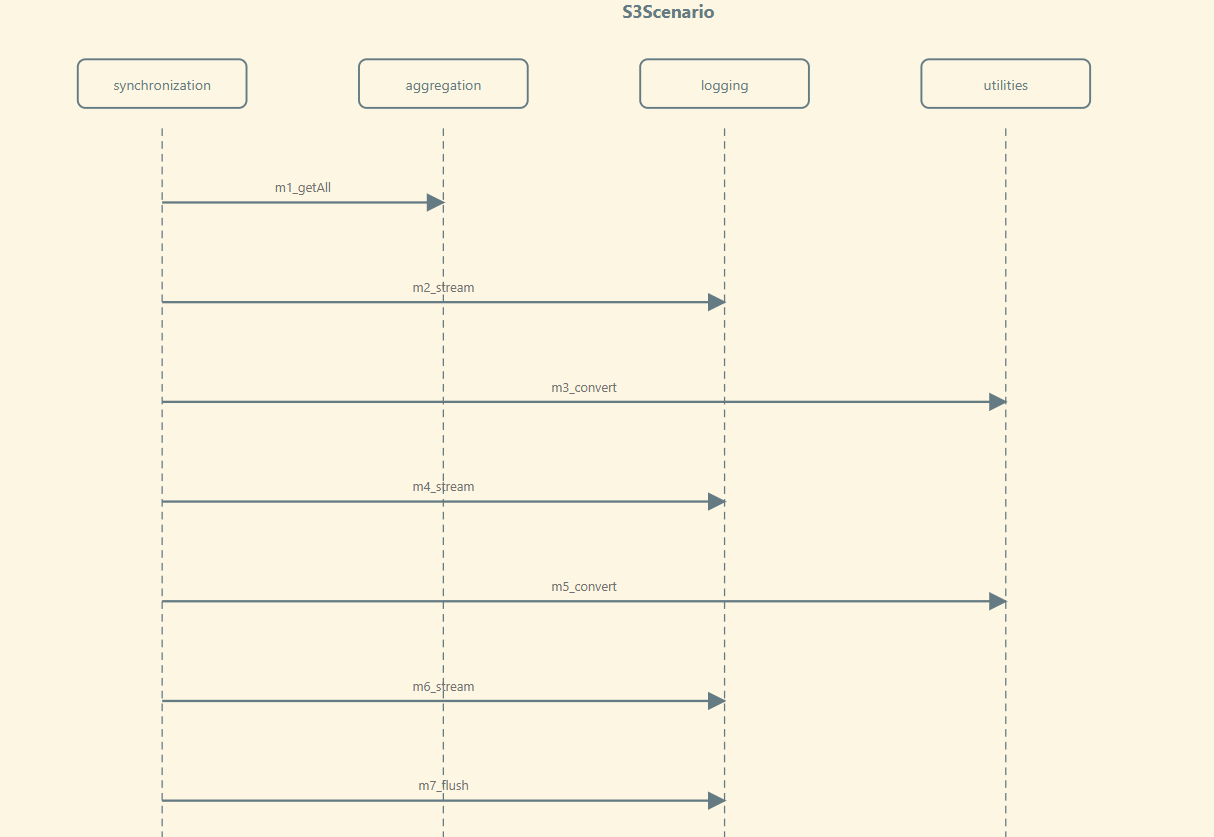 S3Scenario
synchronization
aggregation
logging
utilities
m1_getAll
m2_stream
m3_convert
m4_stream
m5_convert
m6_stream
m7_flush